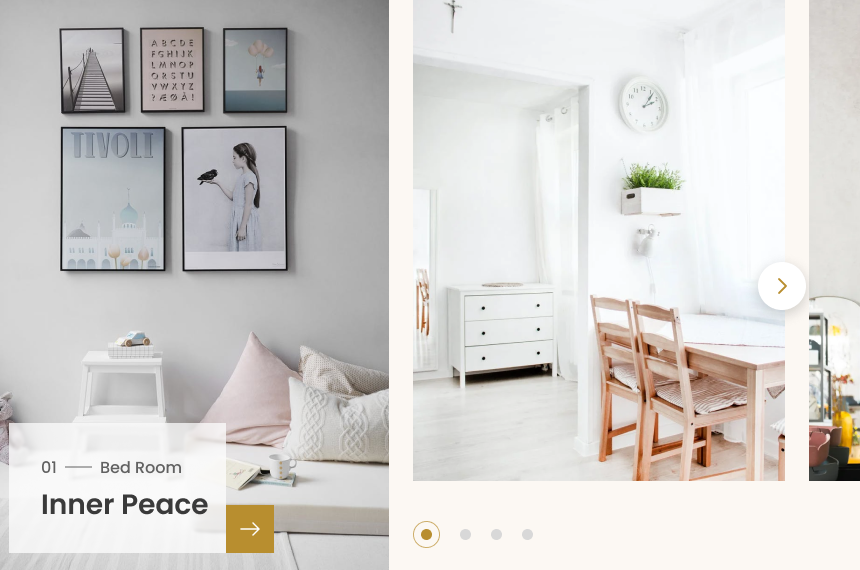 A B C D E
F G H I J K
L M N O P
Q R S T U
V W X Y Z
? Æ Ø Å !
TIVOLI
01 Bed Room
Inner Peace